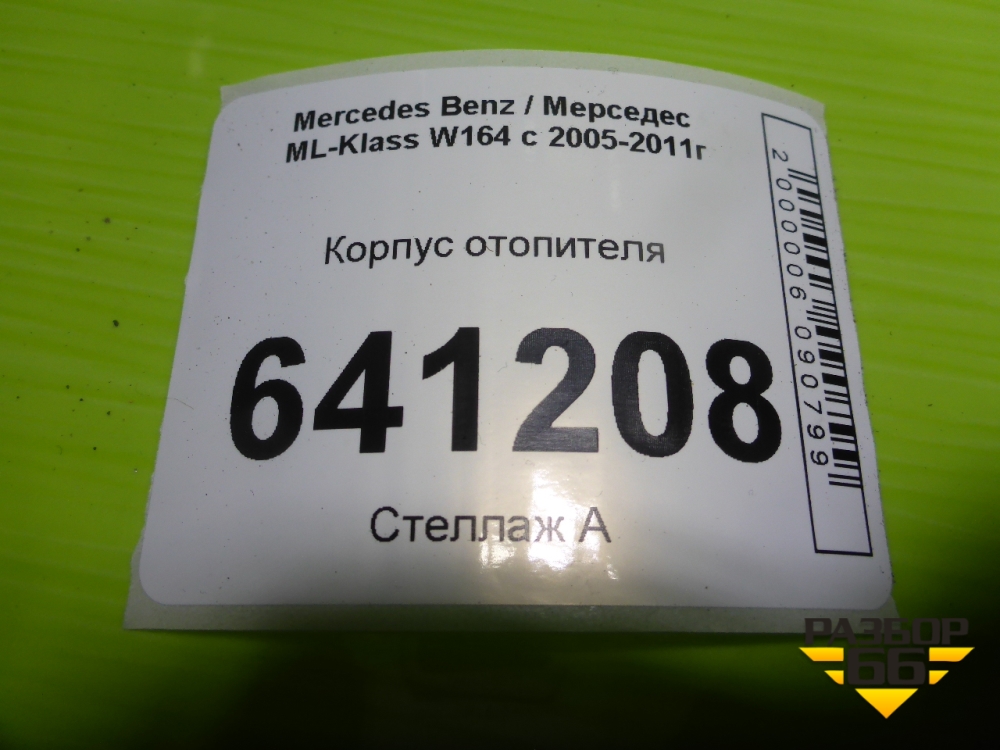 Mercedes Benz / Мерседес
ML-Klass W164 с 2005-2011г
Корпус отопителя
641208
Стеллаж А
2000006090799
РАЗБОР
66